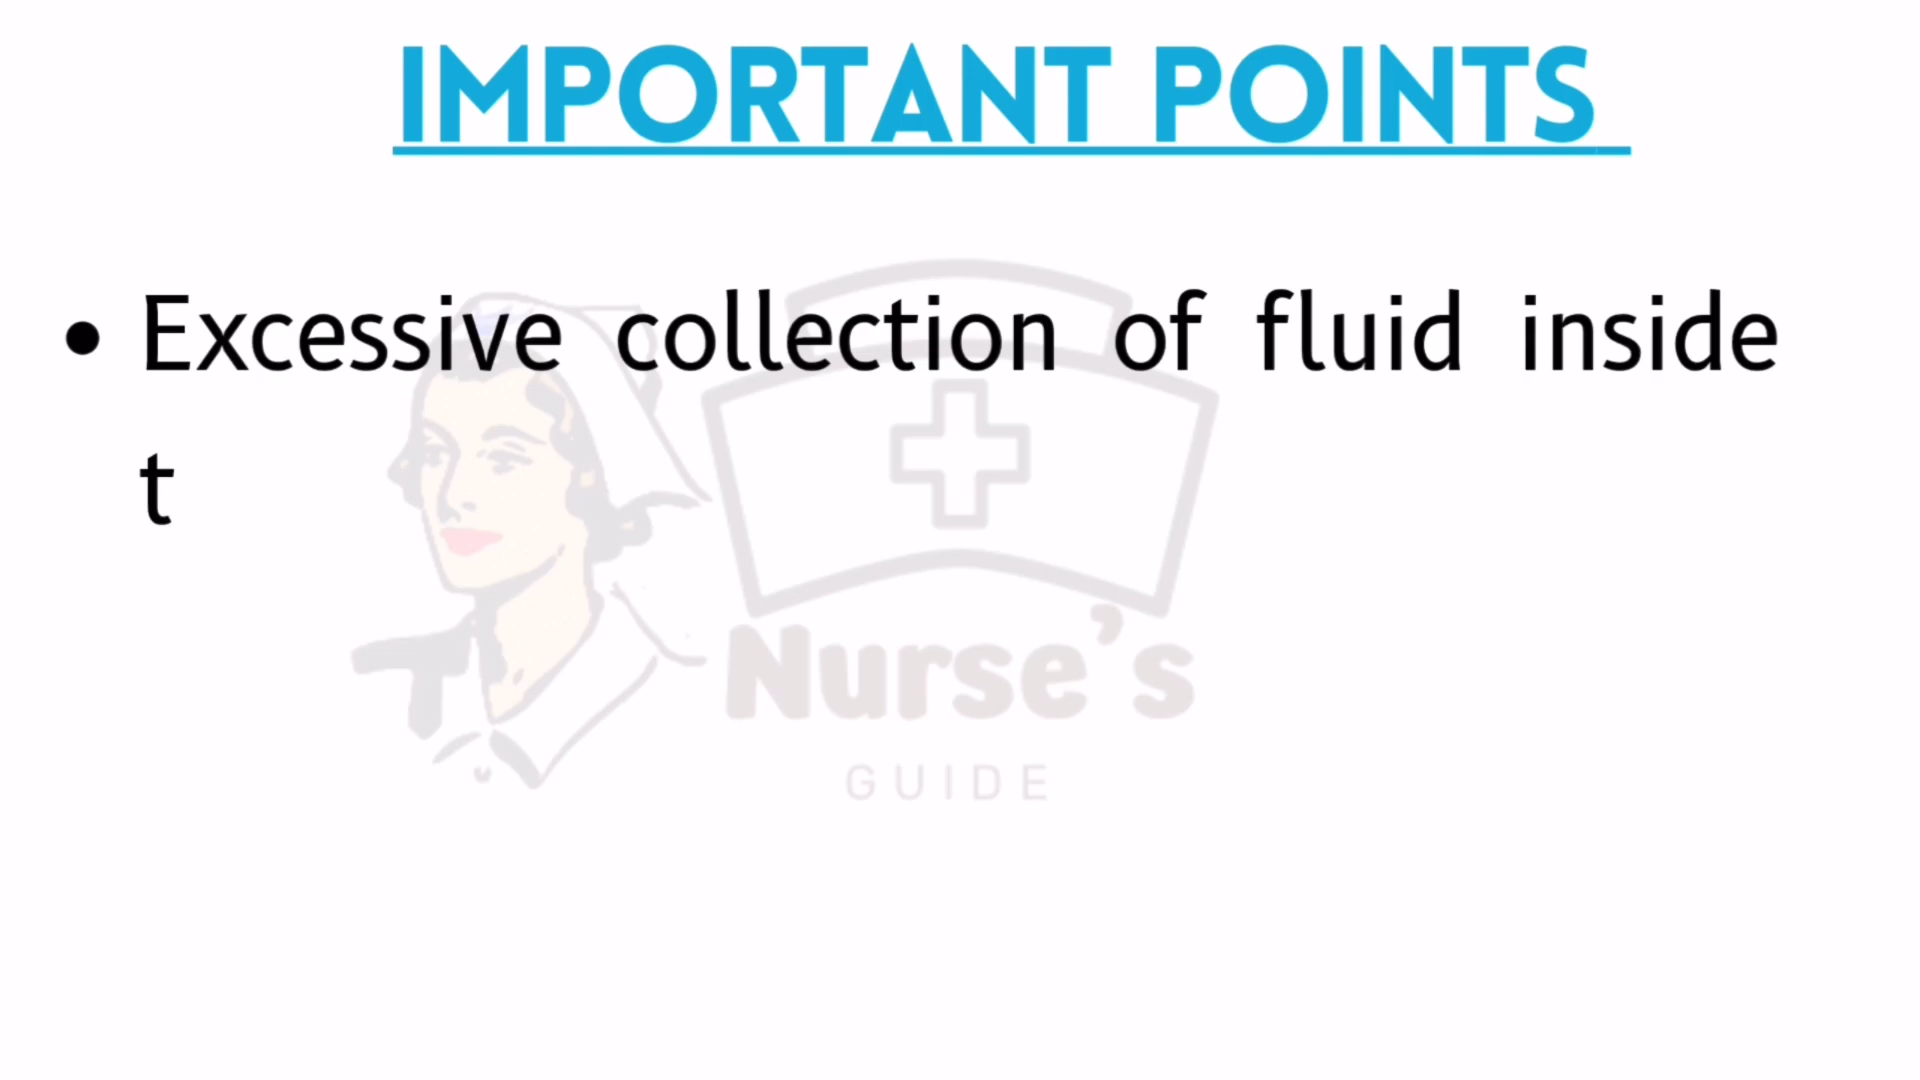 IMPORTANT POINTS
• Excessive collection of fluid inside
t
Nurse's
GUIDE